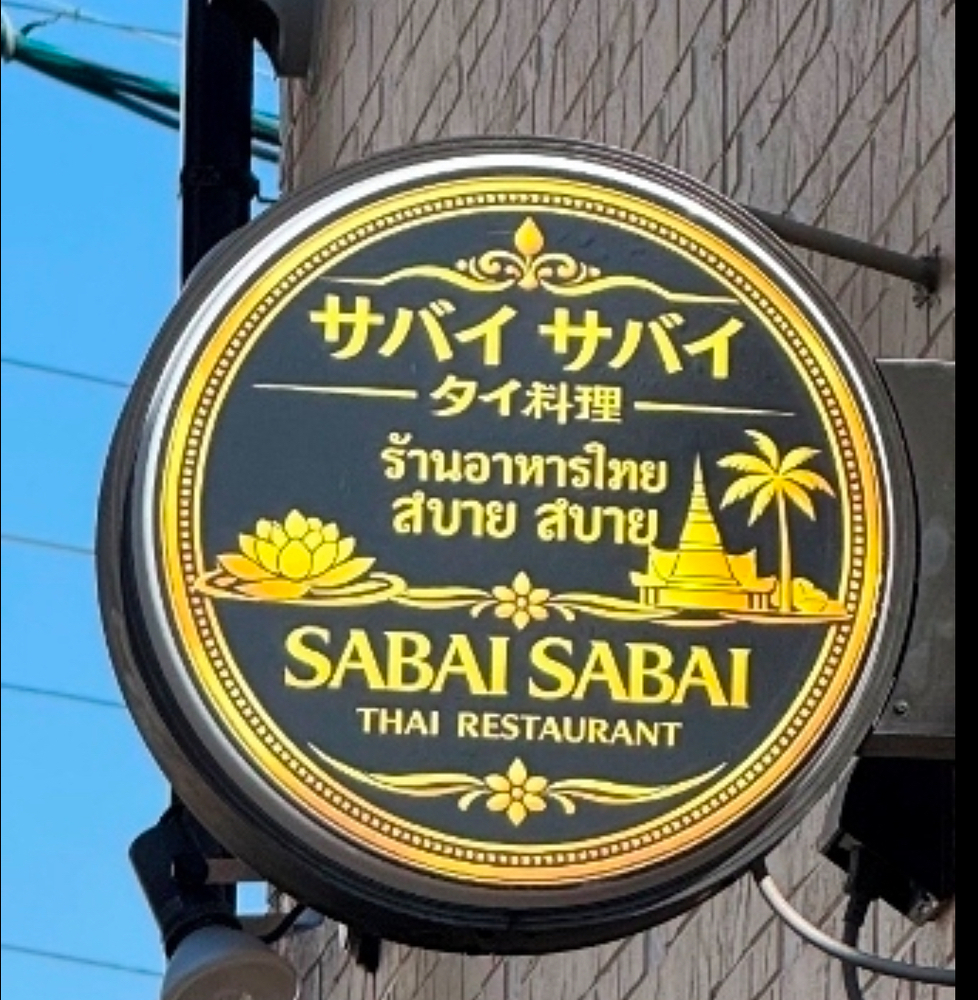 サバイ サバイ
タイ料理
ร้านอาหารไทย
สบาย สบาย
SABAI SABAI
THAI RESTAURANT